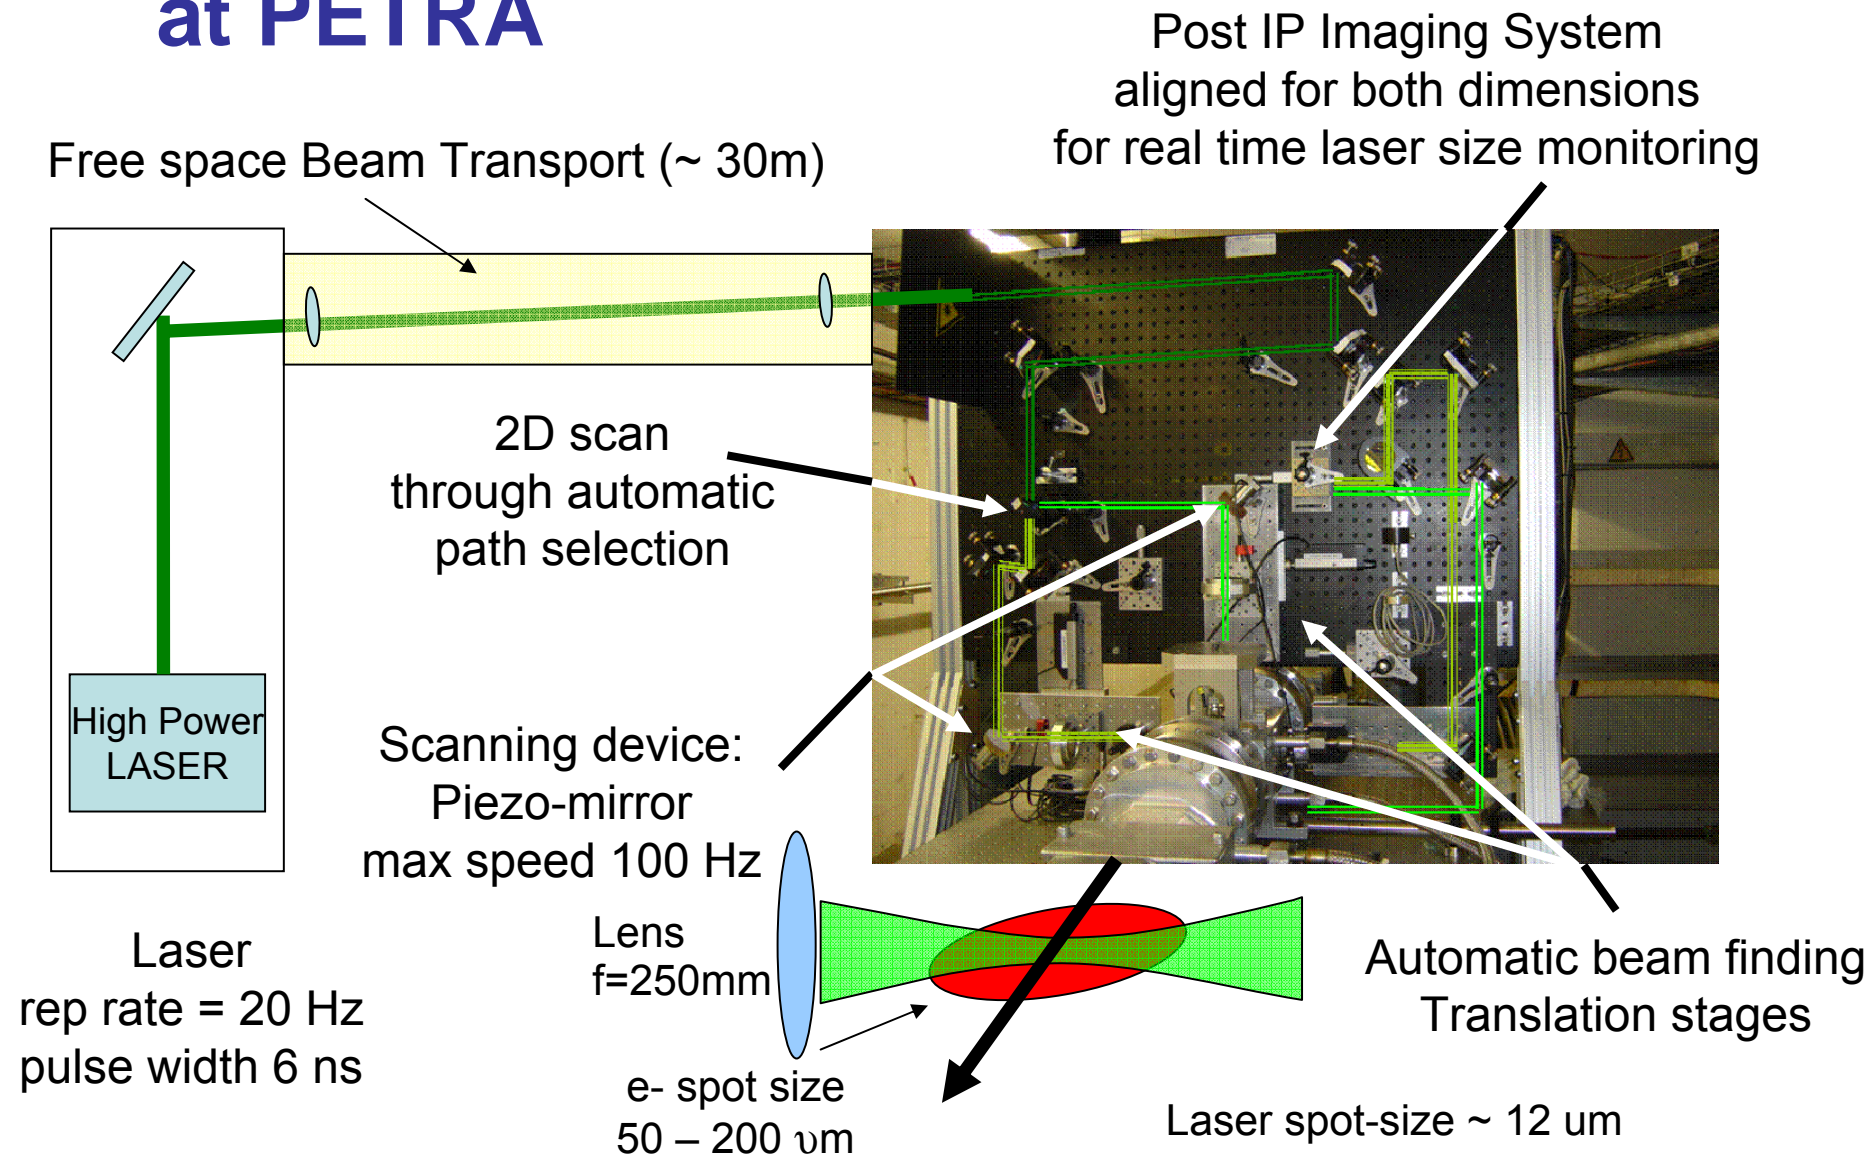 at PETRA
Post IP Imaging System
aligned for both dimensions
for real time laser size monitoring
Free space Beam Transport (~ 30m)
2D scan
through automatic
path selection
High Power
LASER
Scanning device:
Piezo-mirror
max speed 100 Hz
Lens
f=250mm
Laser
rep rate = 20 Hz
pulse width 6 ns
e- spot size
50 – 200 υm
Automatic beam finding
Translation stages
Laser spot-size ~ 12 um